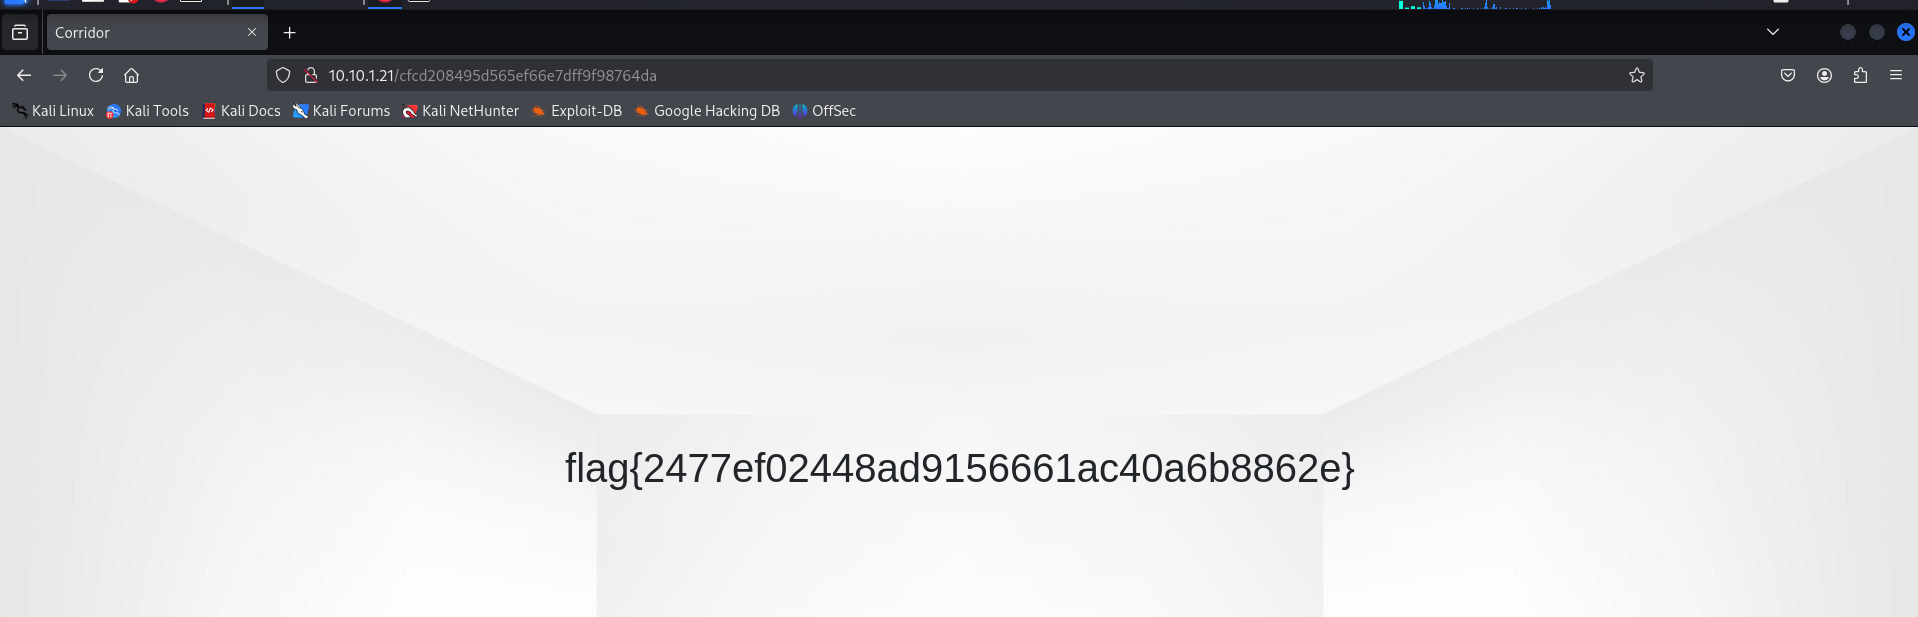 Corridor
10.10.1.21/cfcd208495d565ef66e7dff9f98764da
Kali Linux Kali Tools Kali Docs Kali Forums Kali NetHunter Exploit-DB Google Hacking DB OffSec
flag{2477ef02448ad9156661ac40a6b8862e}